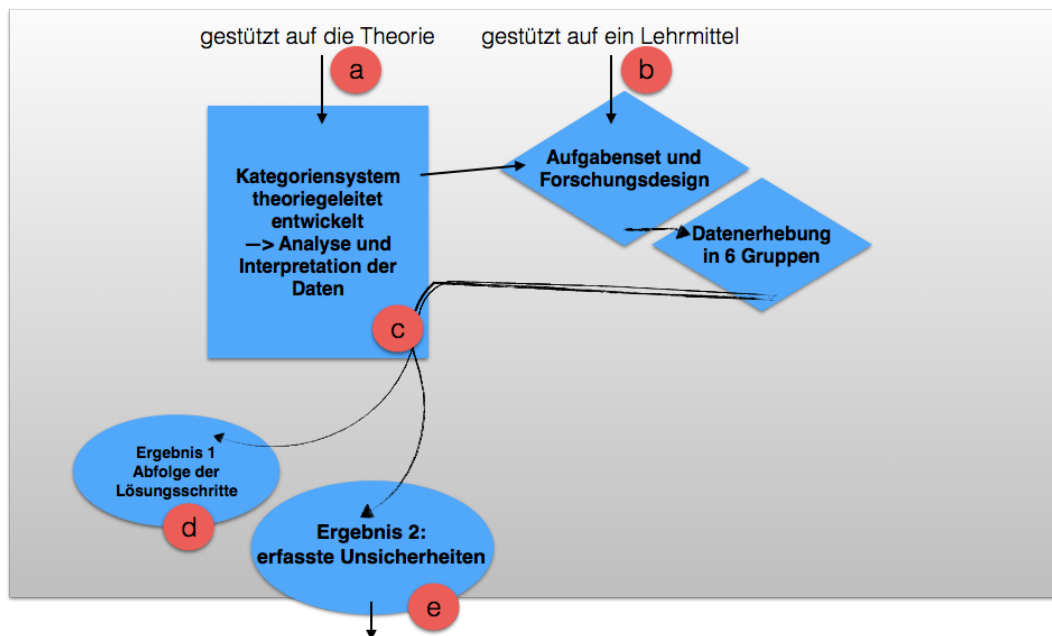 gestützt auf die Theorie
gestützt auf ein Lehrmittel
a
b
Kategoriensystem
theoriegeleitet
entwickelt
—> Analyse und
Interpretation der
Daten
Aufgabenset und
Forschungsdesign
Datenerhebung
in 6 Gruppen
c
Ergebnis 1
Abfolge der
Lösungsschritte
d
Ergebnis 2:
erfasste Unsicherheiten
e